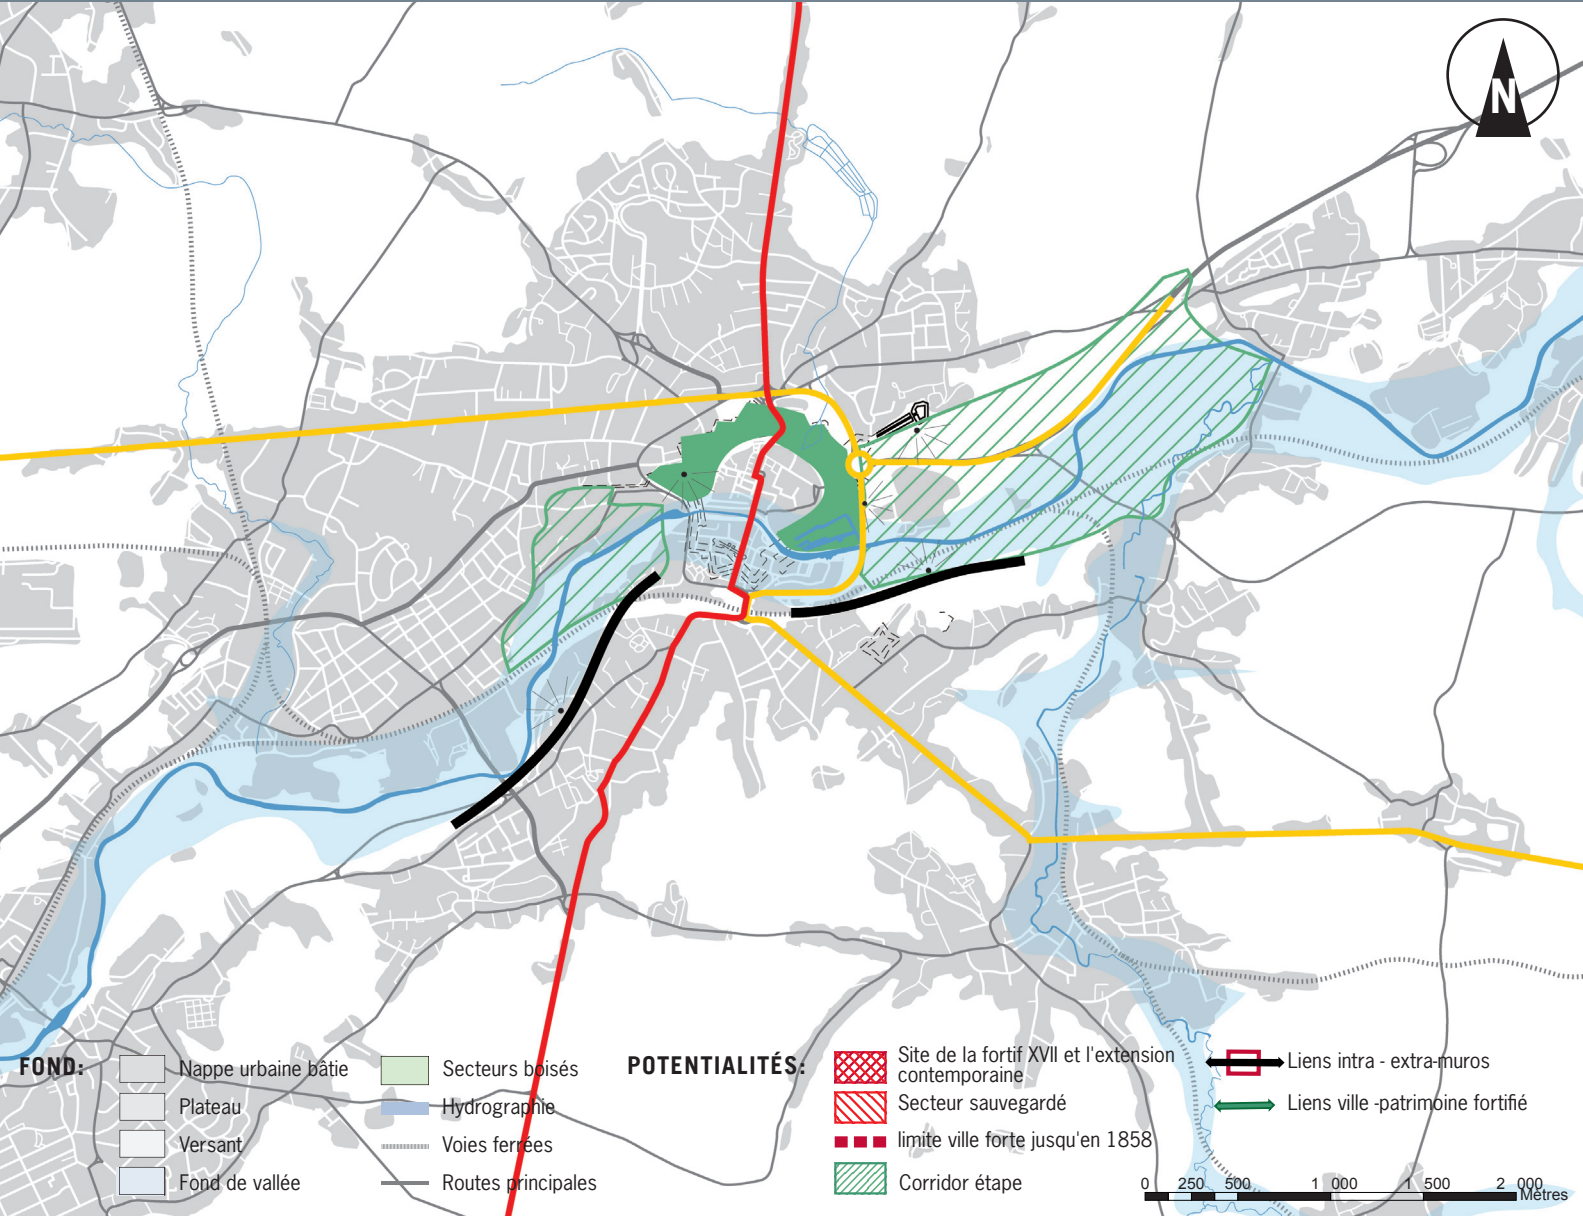 N
FOND:
Nappe urbaine bâtie
Plateau
Versant
Fond de vallée
Secteurs boisés
Hydrographie
Voies ferrées
Routes principales
POTENTIALITÉS:
Site de la fortif XVII et l'extension
contemporaine
Secteur sauvegardé
limite ville forte jusqu'en 1858
Corridor étape
Liens intra - extra-muros
Liens ville -patrimoine fortifié
0 250 500 1 000 1 500 2 000
Mètres